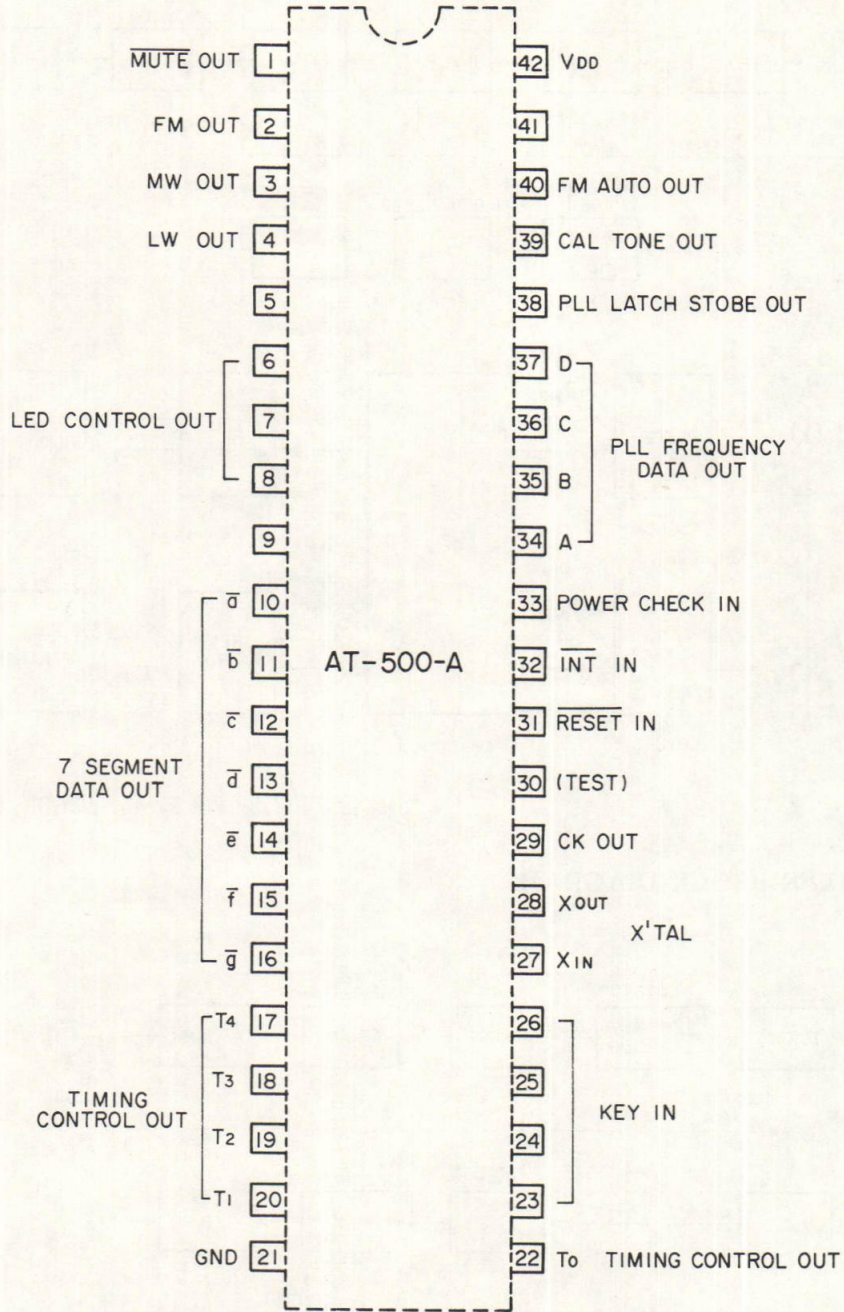 M̅U̅T̅E̅ OUT 1
FM OUT 2
MW OUT 3
LW OUT 4
5
6
LED CONTROL OUT 7
8
9
a̅ 10
b̅ 11
c̅ 12
7 SEGMENT
DATA OUT
d̅ 13
e̅ 14
f̅ 15
g̅ 16
T4 17
T3 18
TIMING
CONTROL OUT
T2 19
T1 20
GND 21
AT-500-A
42 VDD
41
40 FM AUTO OUT
39 CAL TONE OUT
38 PLL LATCH STOBE OUT
37 D
36 C
PLL FREQUENCY
DATA OUT
35 B
34 A
33 POWER CHECK IN
32 I̅N̅T̅ IN
31 R̅E̅S̅E̅T̅ IN
30 (TEST)
29 CK OUT
28 XOUT
X'TAL
27 XIN
26
25
KEY IN
24
23
22 To TIMING CONTROL OUT